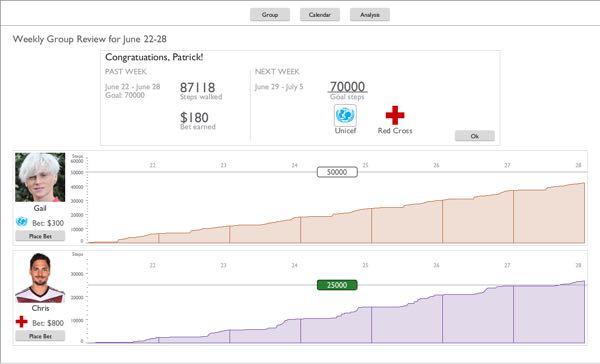 Group Calendar Analysis
Weekly Group Review for June 22-28
Congratuations, Patrick!
PAST WEEK
June 22 - June 28
Goal: 70000
87118
Steps walked
$180
Bet earned
NEXT WEEK
June 29 - July 5
70000
Goal steps
Unicef Red Cross
Ok
Steps
60000
50000
40000
30000
20000
10000
0
22 23 24 25 26 27 28
50000
Gail
Bet: $300
Place Bet
Steps
22 23 24 25 26 27 28
25000
30000
20000
10000
0
Chris
Bet: $800
Place Bet